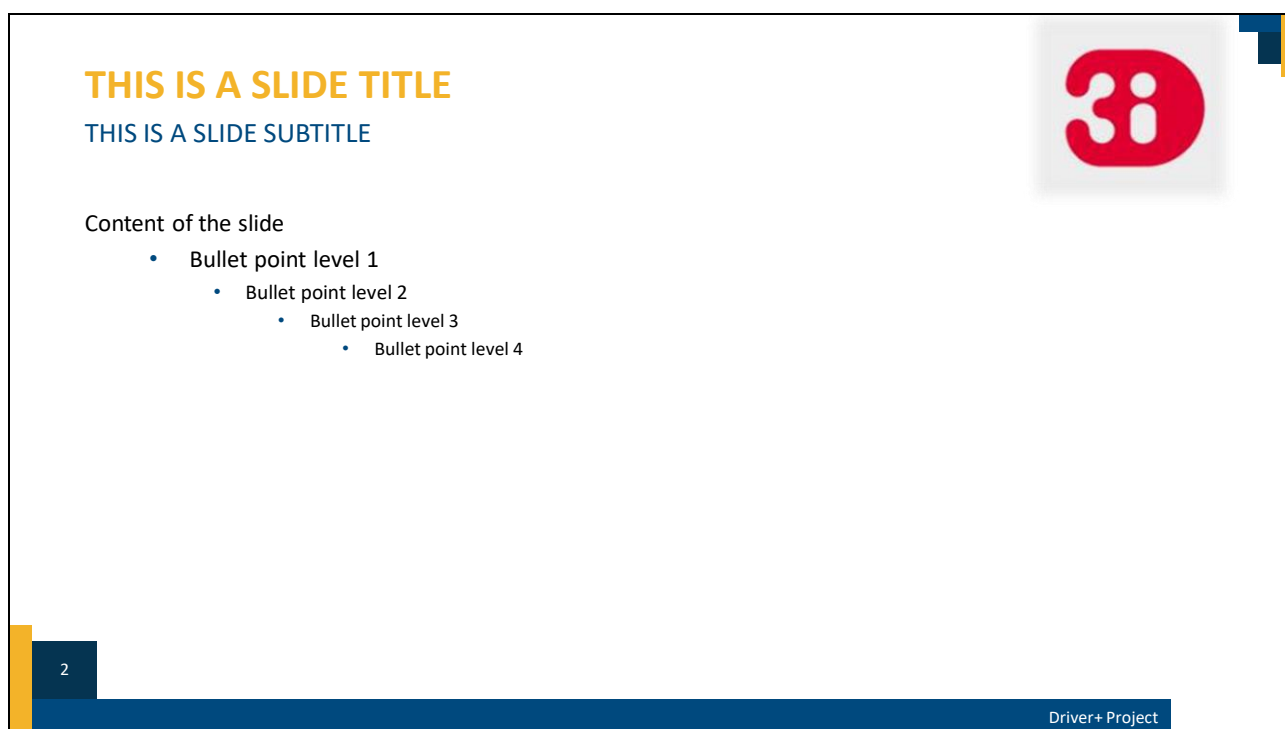 THIS IS A SLIDE TITLE
THIS IS A SLIDE SUBTITLE
3i
Content of the slide
• Bullet point level 1
• Bullet point level 2
• Bullet point level 3
• Bullet point level 4
2
Driver+ Project